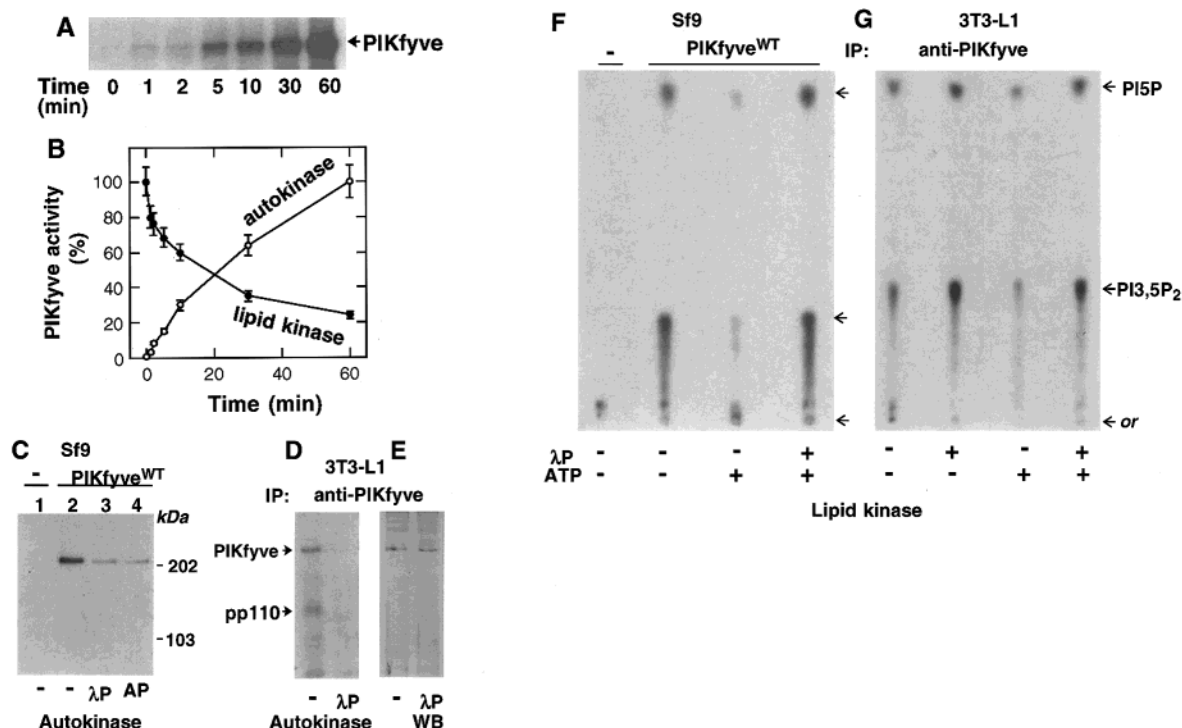 A
PIKfyve
Time 0 1 2 5 10 30 60
(min)
B
PIKfyve activity
(%)
100
80
60
40
20
0
autokinase
lipid kinase
0 20 40 60
Time (min)
C Sf9
- PIKfyveWT
1 2 3 4
kDa
- 202
- 103
- - λP AP
Autokinase
D E
3T3-L1
IP: anti-PIKfyve
PIKfyve
pp110
- λP - λP
Autokinase WB
F Sf9
- PIKfyveWT
G 3T3-L1
IP: anti-PIKfyve
PI5P
PI3,5P2
or
λP - - - + - + - +
ATP - - + + - - + +
Lipid kinase